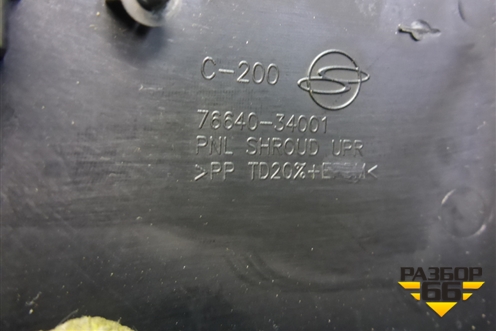 C-200
76640-34001
PNL SHROUD UPR
>PP TD20%+E
РАЗБОР
66